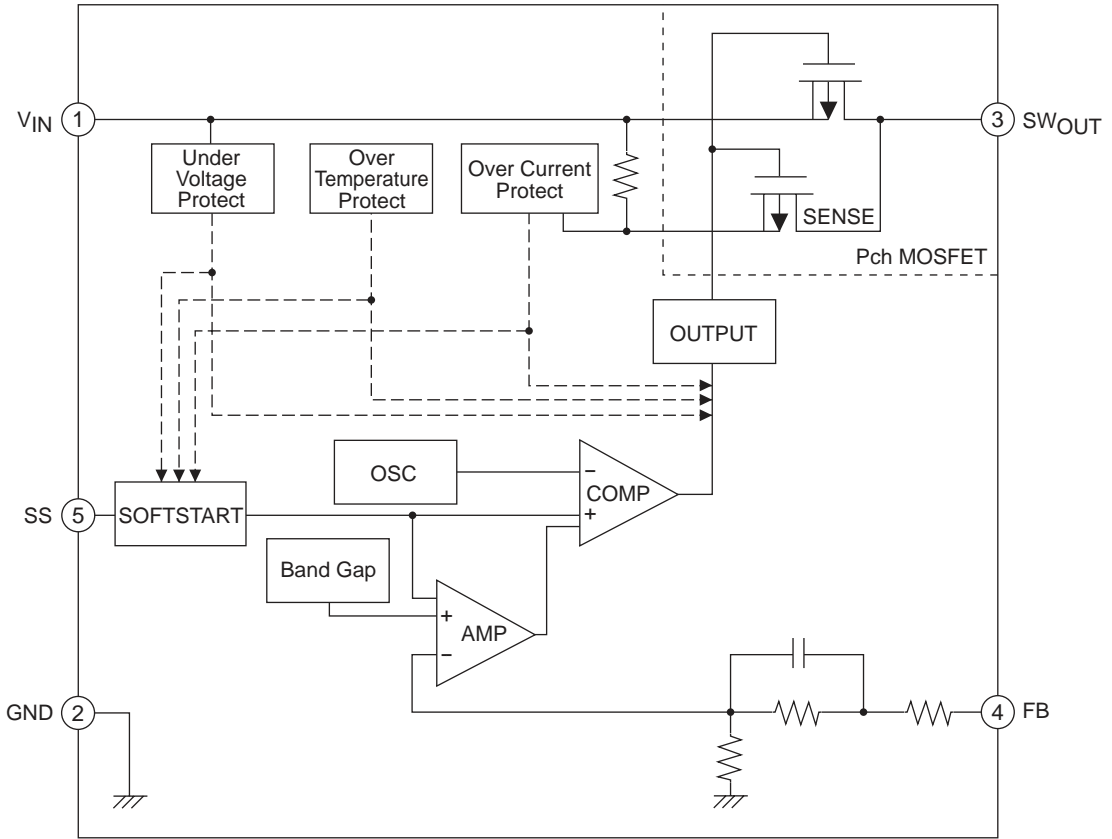 VIN
1
3
SWOUT
Under
Voltage
Protect
Over
Temperature
Protect
Over Current
Protect
SENSE
Pch MOSFET
OUTPUT
OSC
−
COMP
+
SS
5
SOFTSTART
Band Gap
+
AMP
−
GND
2
4
FB